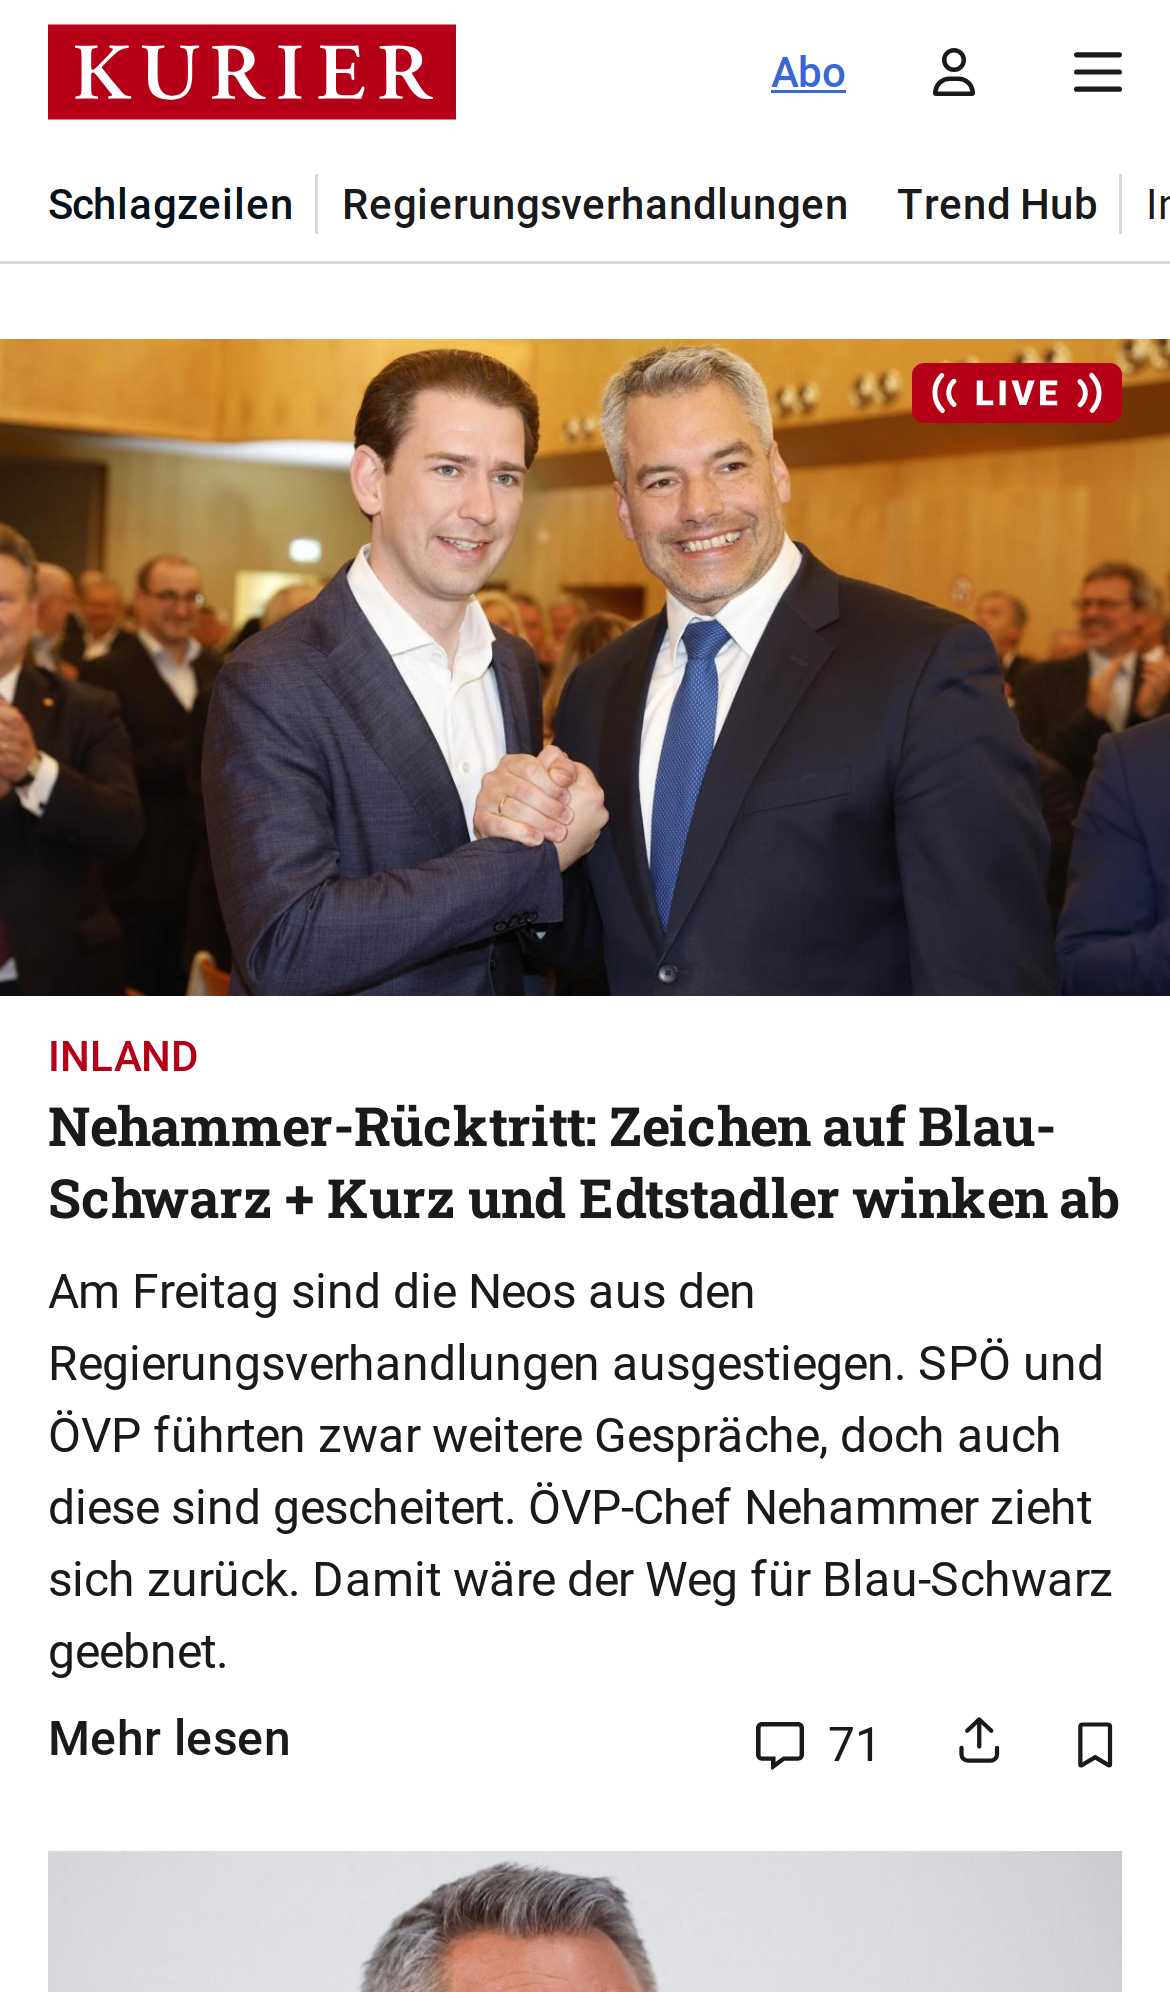 KURIER
Abo
Schlagzeilen
Regierungsverhandlungen
Trend Hub
LIVE
INLAND
Nehammer-Rücktritt: Zeichen auf Blau-
Schwarz + Kurz und Edtstadler winken ab
Am Freitag sind die Neos aus den
Regierungsverhandlungen ausgestiegen. SPÖ und
ÖVP führten zwar weitere Gespräche, doch auch
diese sind gescheitert. ÖVP-Chef Nehammer zieht
sich zurück. Damit wäre der Weg für Blau-Schwarz
geebnet.
Mehr lesen
71